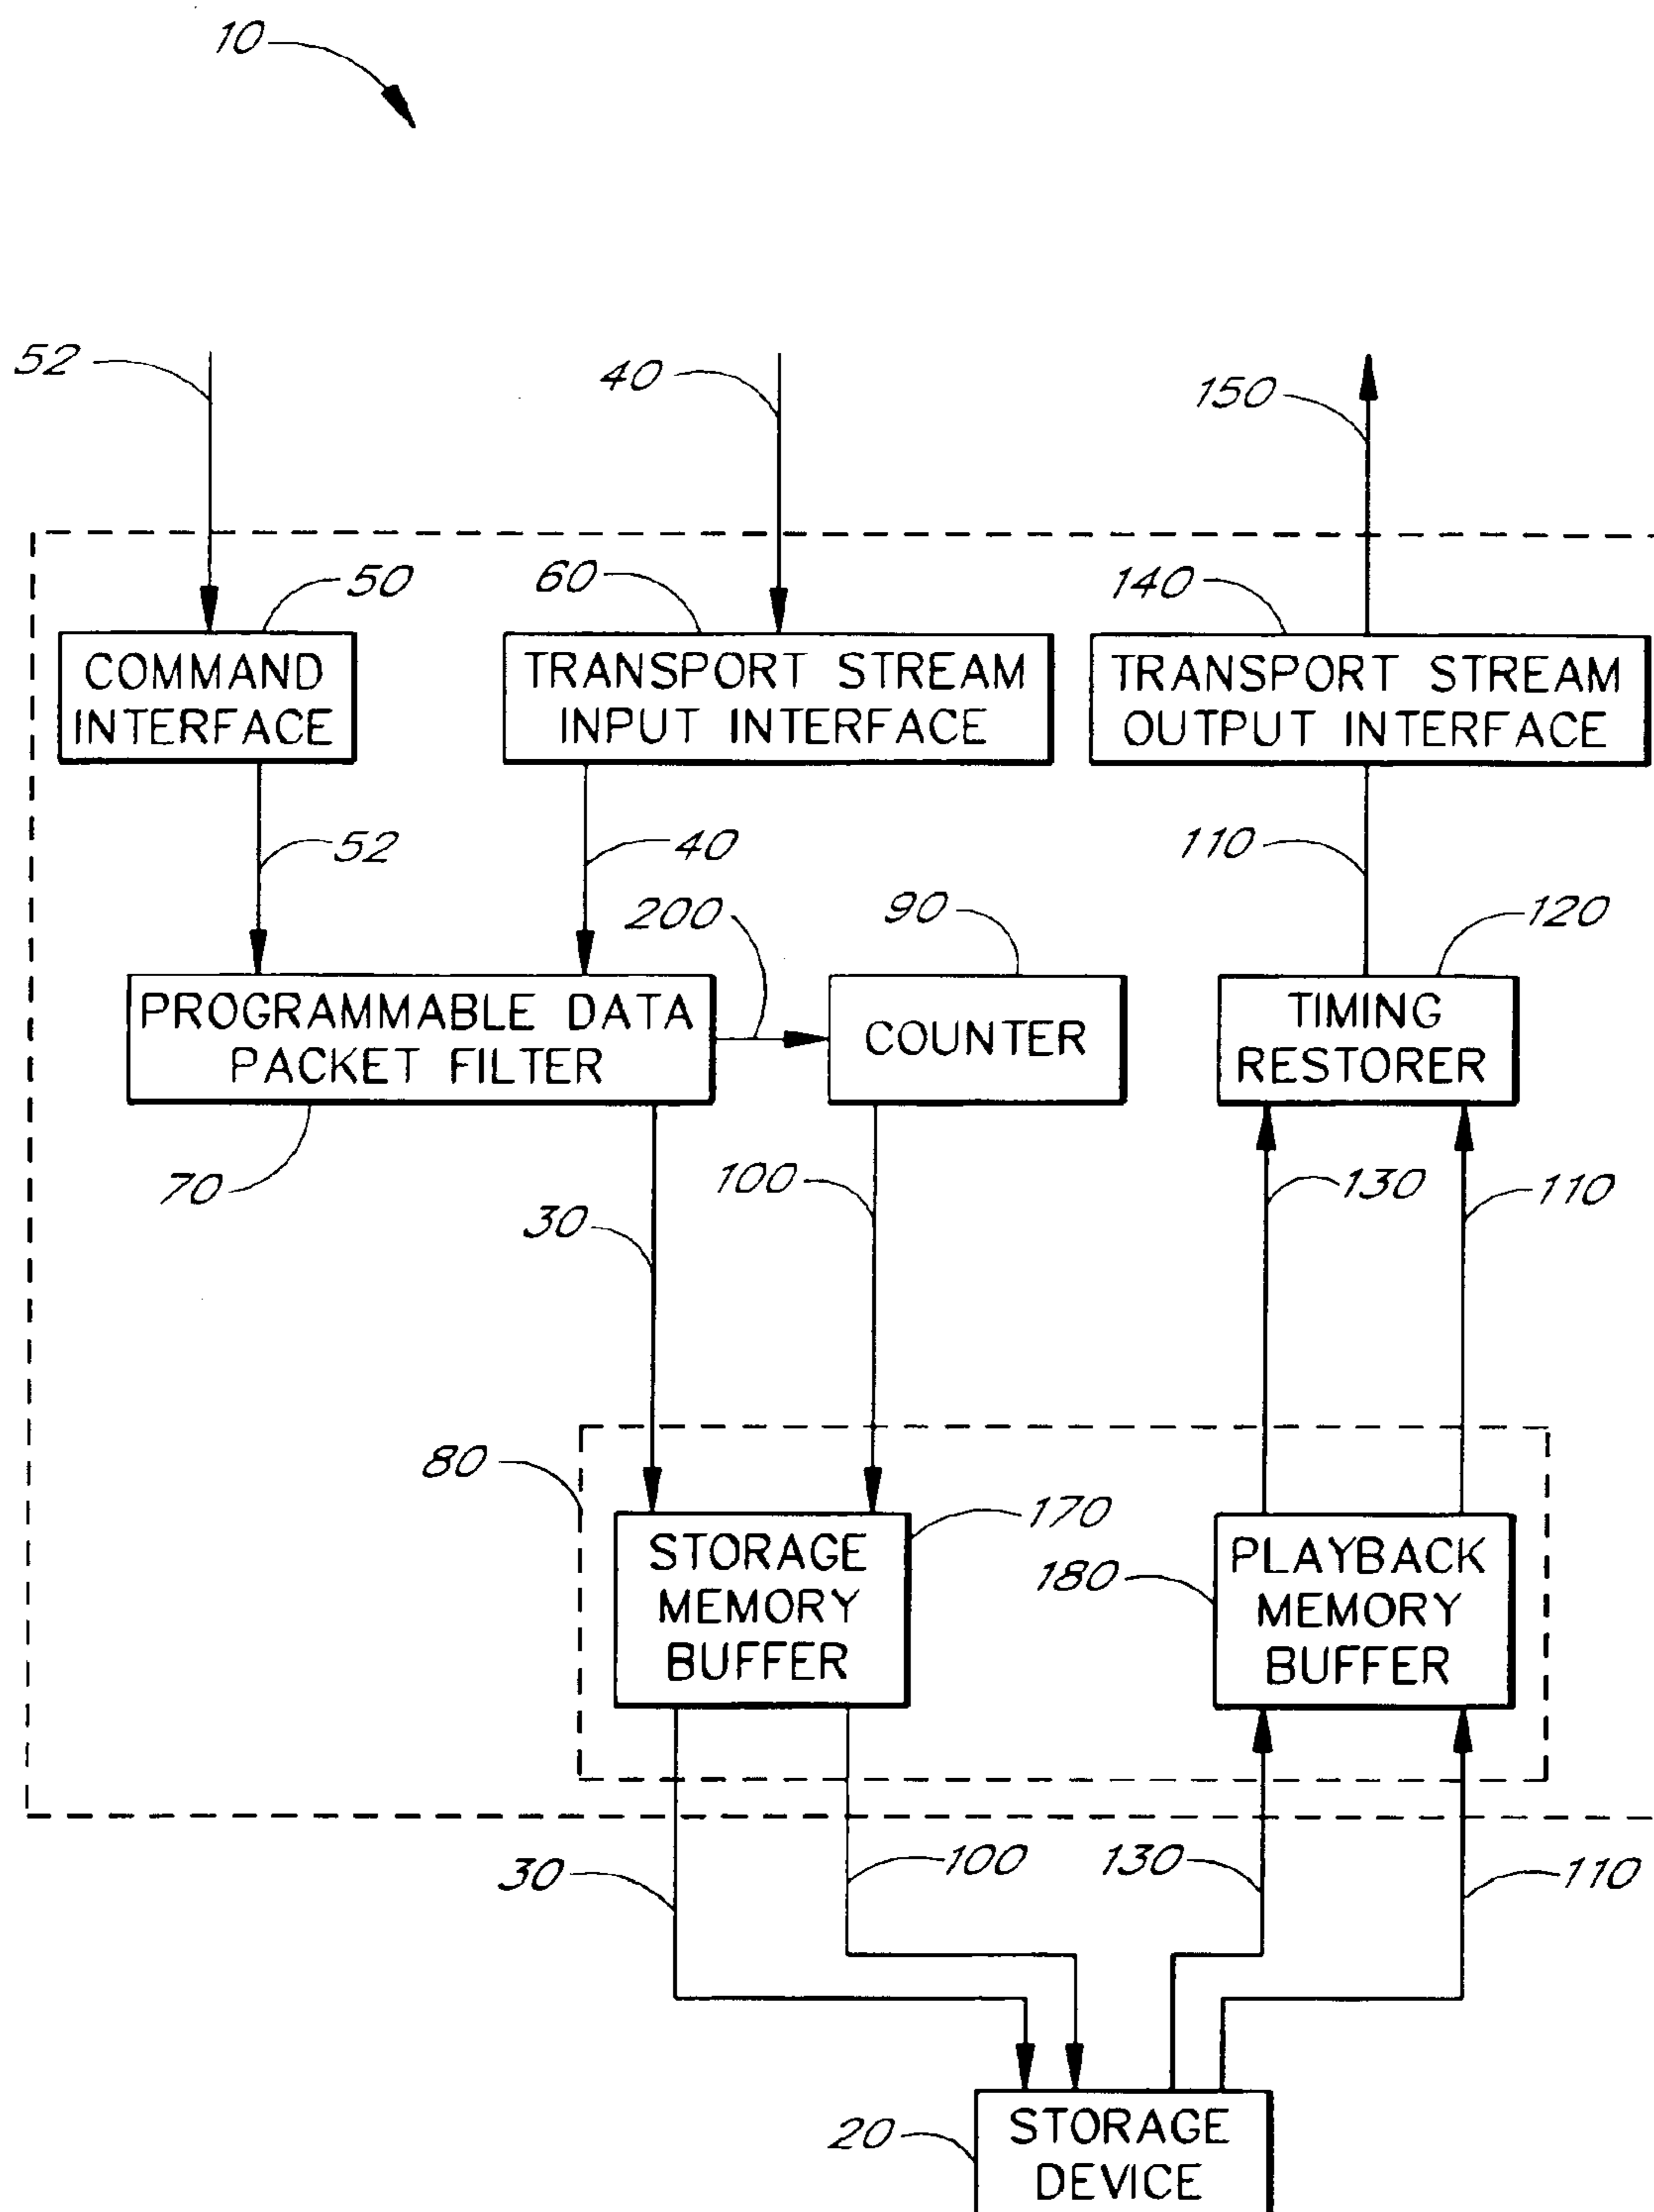 10
52
40
150
50
60
140
COMMAND
INTERFACE
TRANSPORT STREAM
INPUT INTERFACE
TRANSPORT STREAM
OUTPUT INTERFACE
52
40
110
200
90
120
PROGRAMMABLE DATA
PACKET FILTER
COUNTER
TIMING
RESTORER
70
30
100
130
110
80
170
180
STORAGE
MEMORY
BUFFER
PLAYBACK
MEMORY
BUFFER
30
100
130
110
20
STORAGE
DEVICE